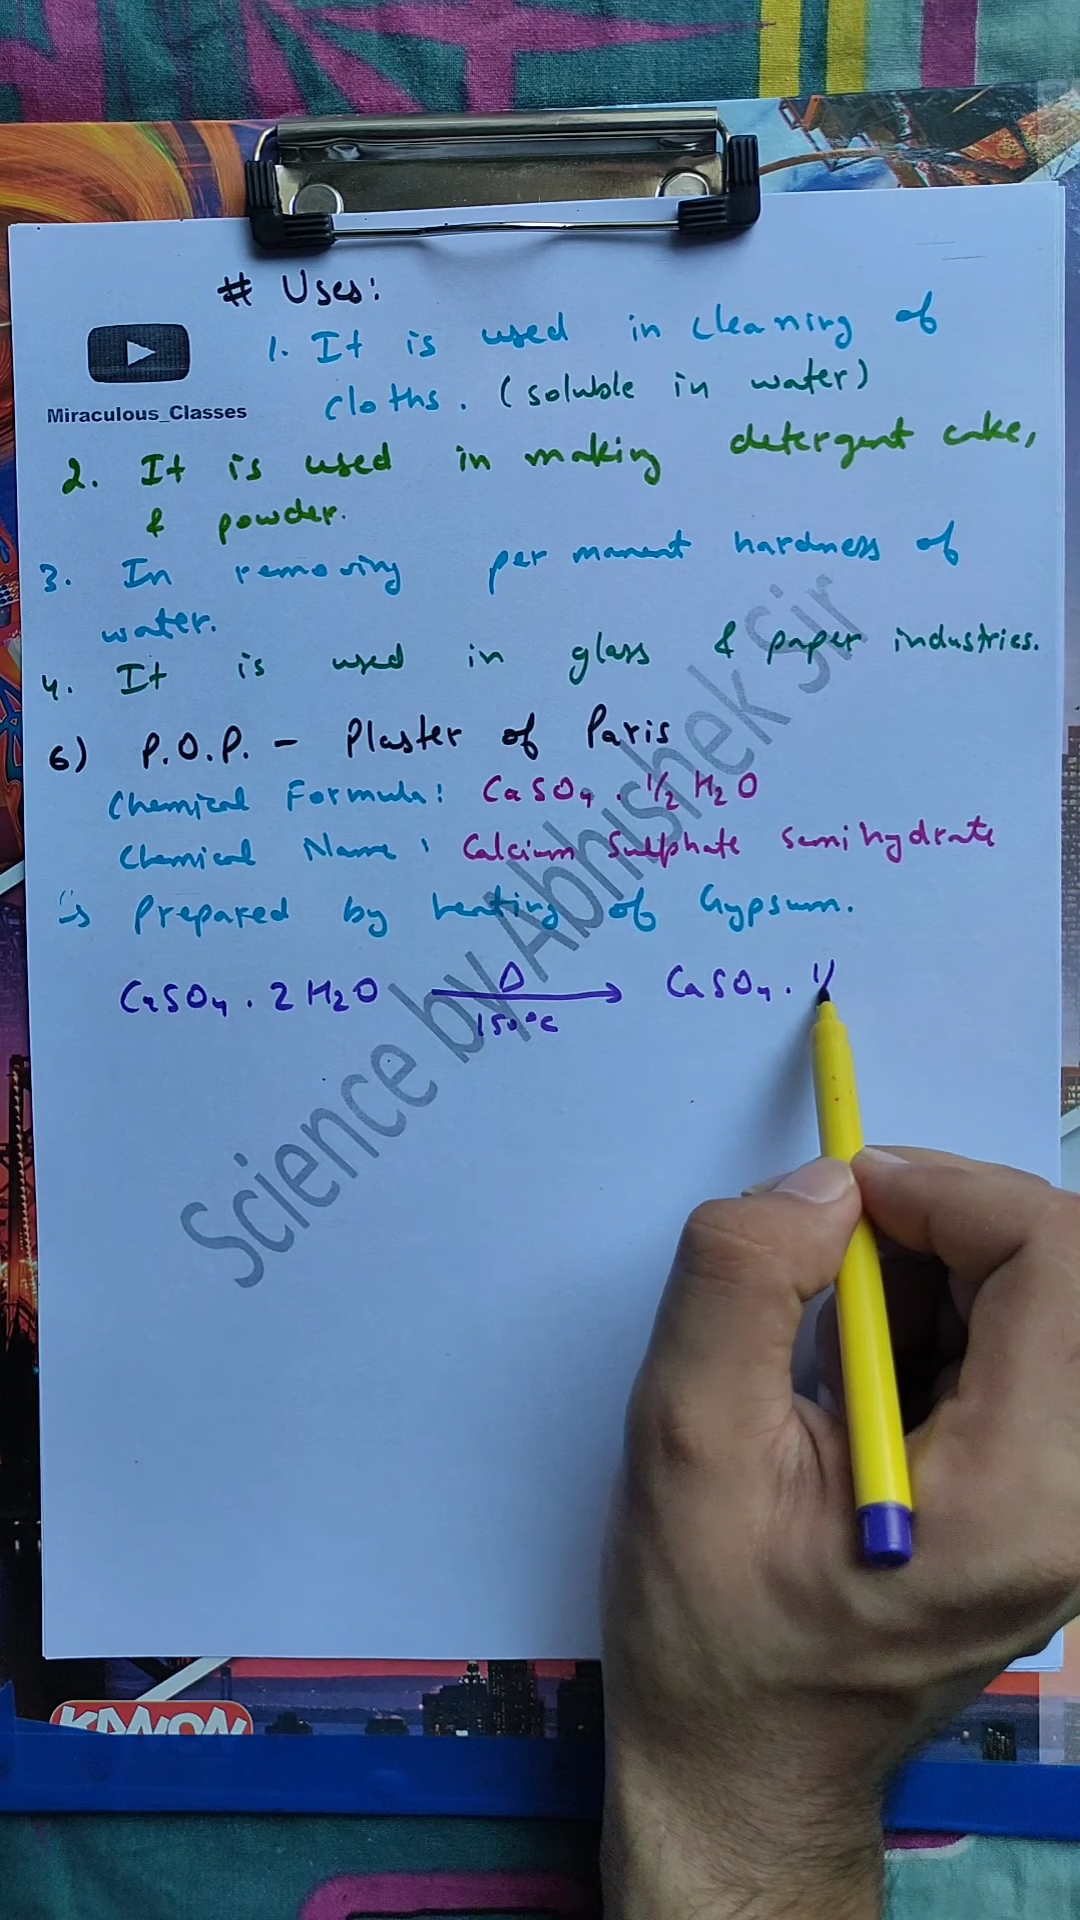 # Uses:
1. It is used in cleaning of
cloths. (soluble in water)
Miraculous_Classes
2. It is used in making detergent cake,
& powder.
3. In removing permanent hardness of
water.
4. It is used in glass & paper industries.
6) P.O.P. - Plaster of Paris
Chemical Formula: CaSO4 . 1/2 H2O
Chemical Name: Calcium Sulphate semihydrate
is Prepared by heating of Gypsum.
CaSO4 . 2 H2O Δ 150°C → CaSO4 . 1/
Science by Abhishek Sir
KIWON